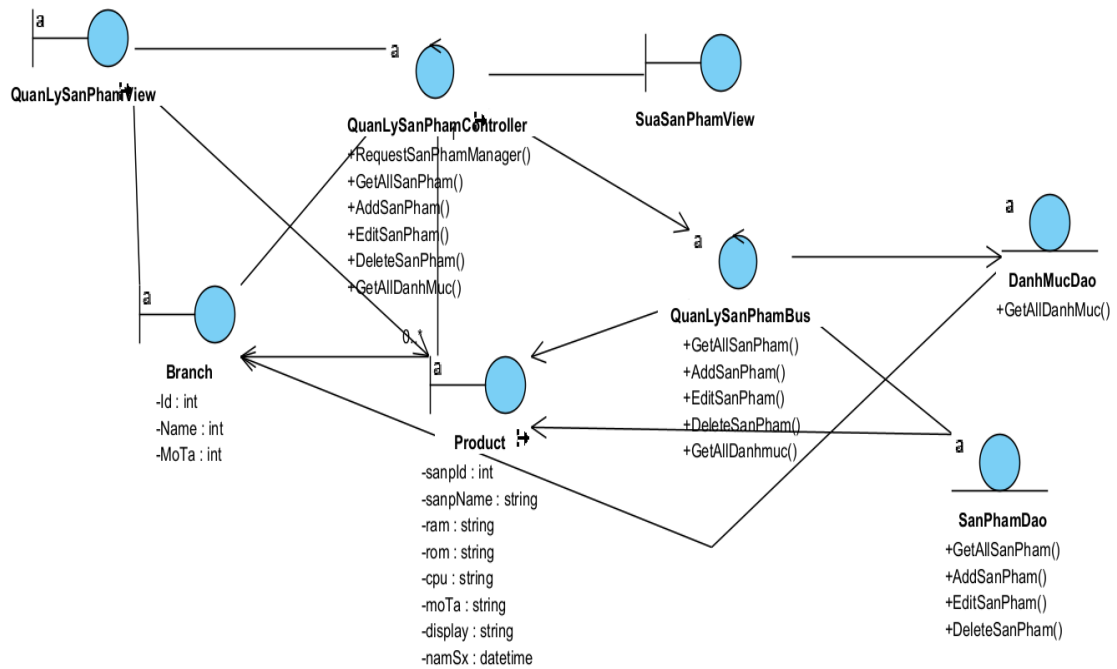 a
QuanLySanPhamView
a
QuanLySanPhamController
+RequestSanPhamManager()
+GetAllSanPham()
+AddSanPham()
+EditSanPham()
+DeleteSanPham()
+GetAllDanhMuc()
SuaSanPhamView
a
DanhMucDao
+GetAllDanhMuc()
a
QuanLySanPhamBus
+GetAllSanPham()
+AddSanPham()
+EditSanPham()
+DeleteSanPham()
+GetAllDanhmuc()
a
Branch
-Id : int
-Name : int
-MoTa : int
0..*
a
Product
-sanpId : int
-sanpName : string
-ram : string
-rom : string
-cpu : string
-moTa : string
-display : string
-namSx : datetime
a
SanPhamDao
+GetAllSanPham()
+AddSanPham()
+EditSanPham()
+DeleteSanPham()